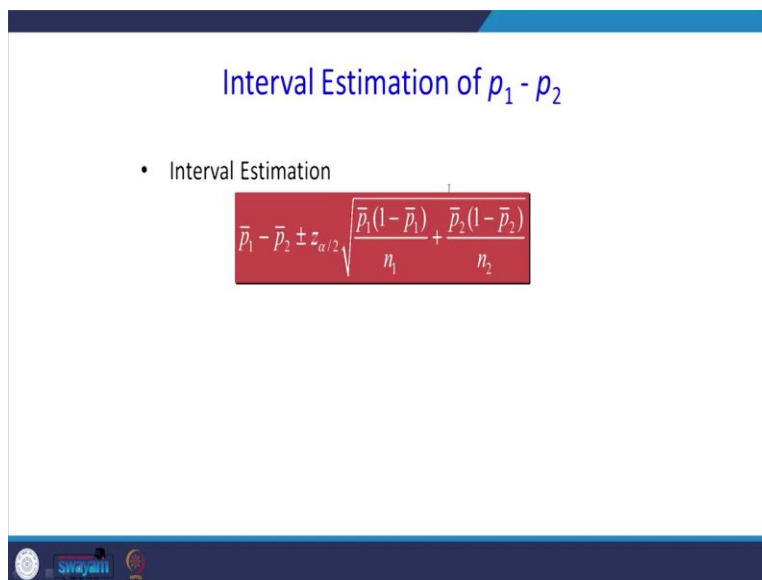 Interval Estimation of p₁ - p₂
• Interval Estimation
p̄₁ − p̄₂ ± z_{α/2} √( p̄₁(1 − p̄₁)/n₁ + p̄₂(1 − p̄₂)/n₂ )
swayam